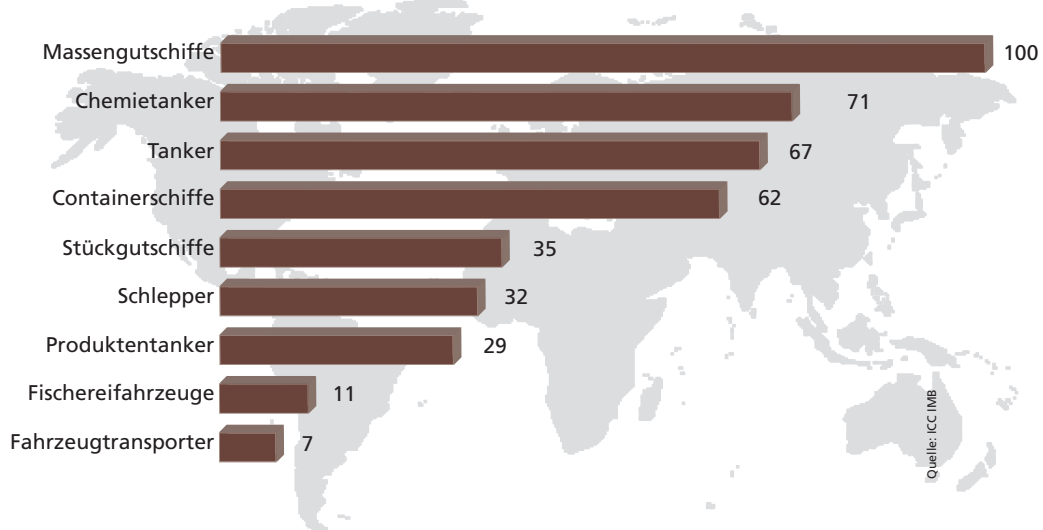 Massengutschiffe 100
Chemietanker 71
Tanker 67
Containerschiffe 62
Stückgutschiffe 35
Schlepper 32
Produktentanker 29
Fischereifahrzeuge 11
Fahrzeugtransporter 7
Quelle: ICC IMB